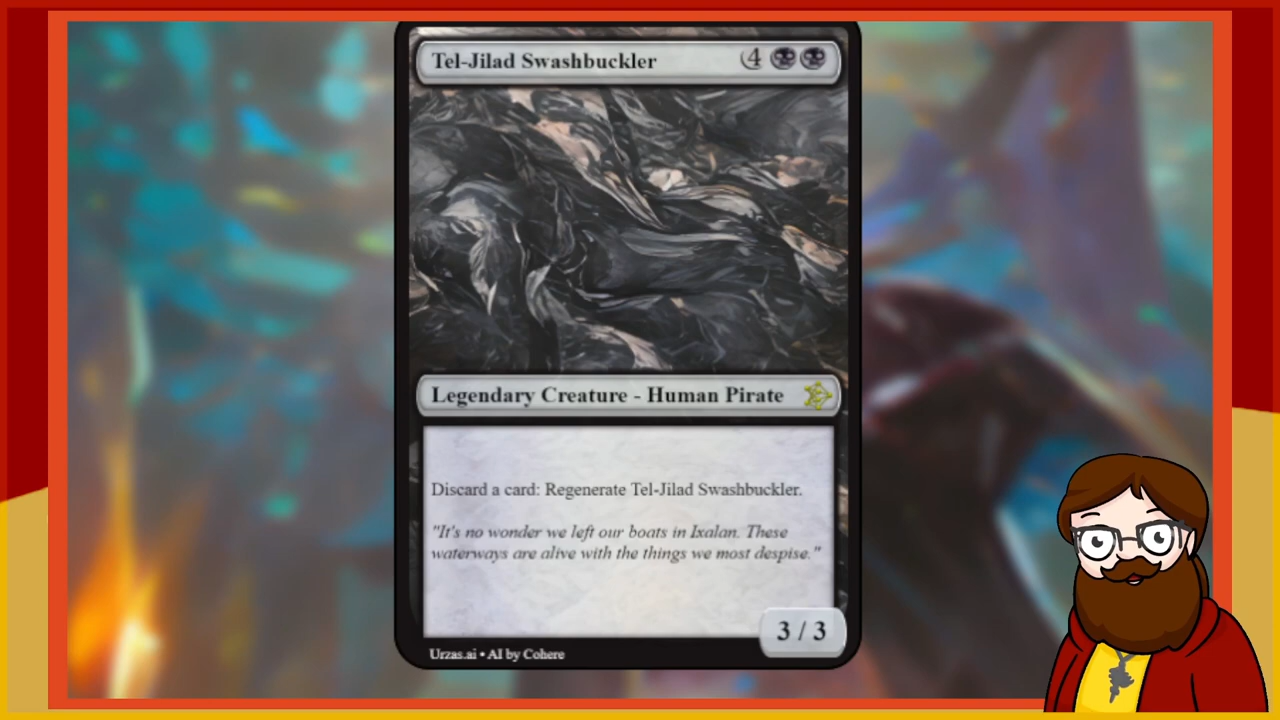 Tel-Jilad Swashbuckler 4
Legendary Creature - Human Pirate
Discard a card: Regenerate Tel-Jilad Swashbuckler.
"It's no wonder we left our boats in Ixalan. These
waterways are alive with the things we most despise."
3 / 3
Urzas.ai • AI by Cohere